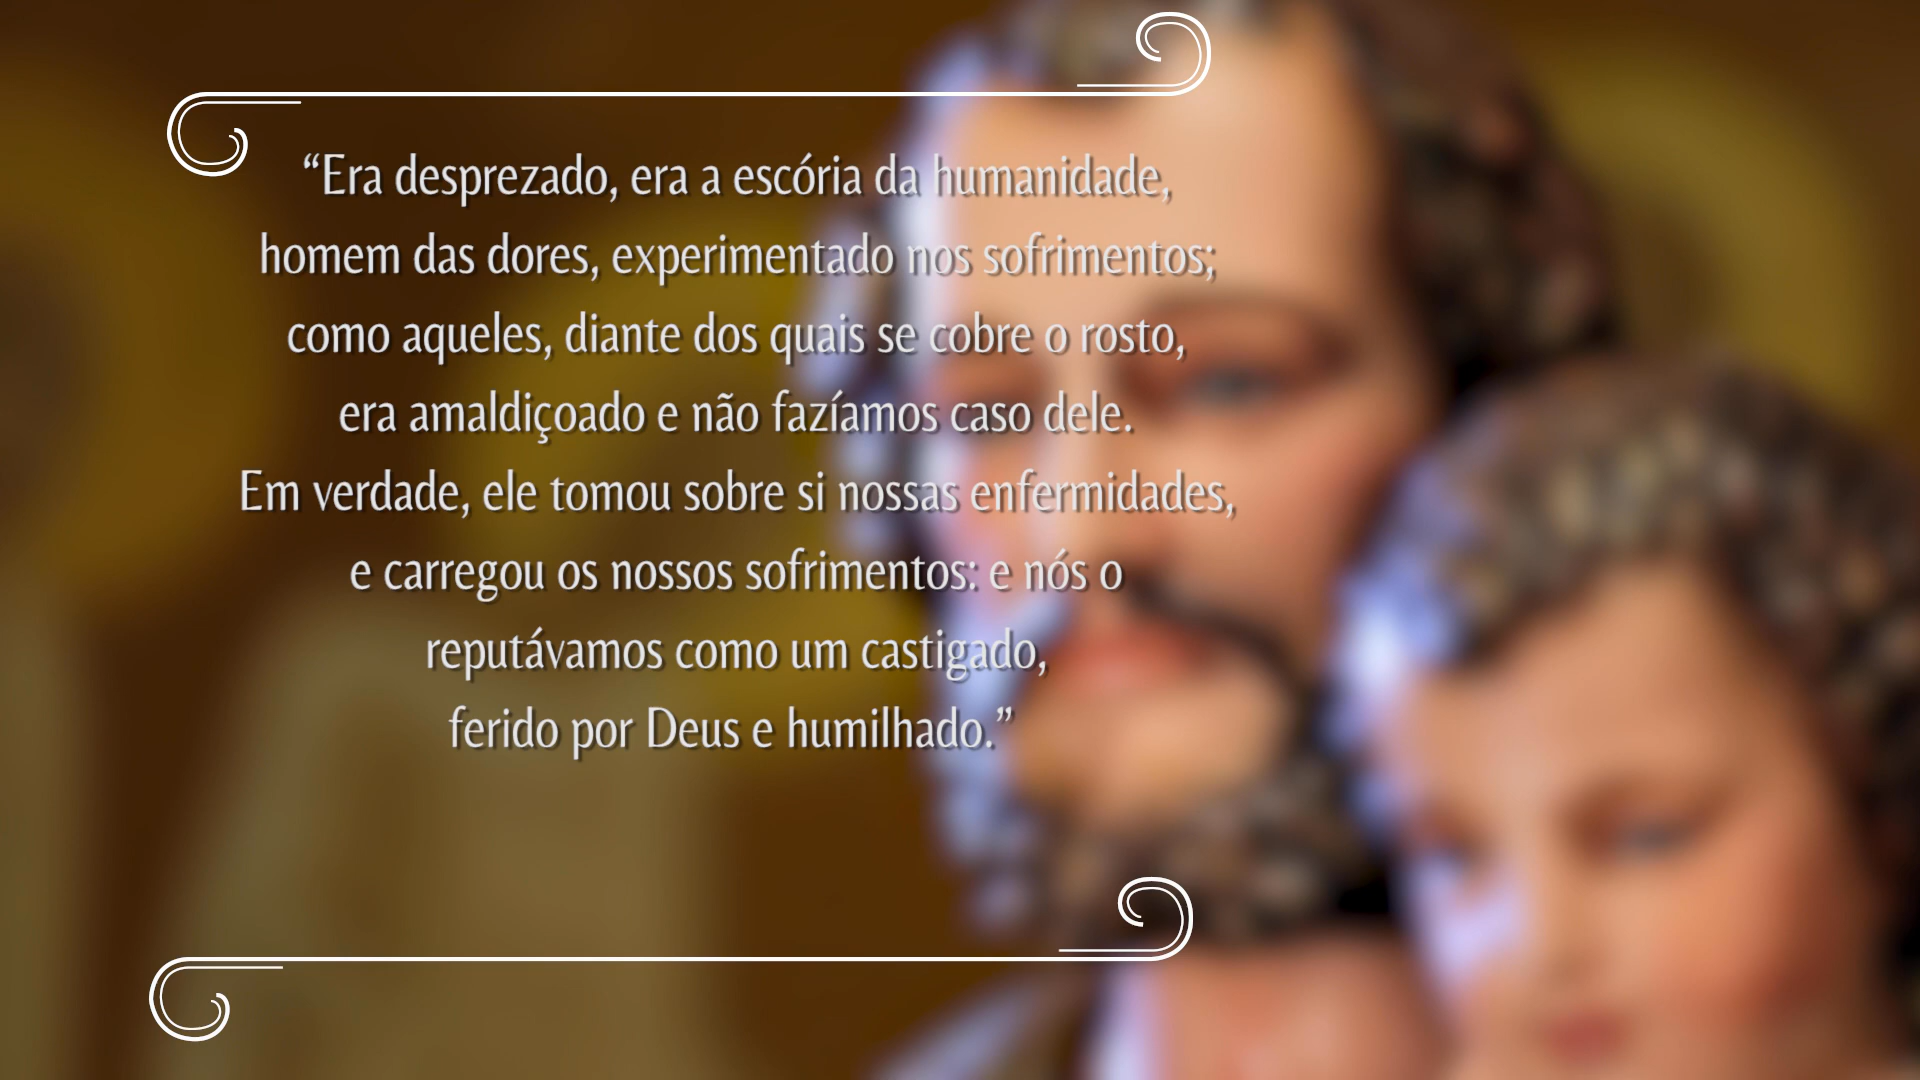 “Era desprezado, era a escória da humanidade,
homem das dores, experimentado nos sofrimentos;
como aqueles, diante dos quais se cobre o rosto,
era amaldiçoado e não fazíamos caso dele.
Em verdade, ele tomou sobre si nossas enfermidades,
e carregou os nossos sofrimentos: e nós o
reputávamos como um castigado,
ferido por Deus e humilhado.”